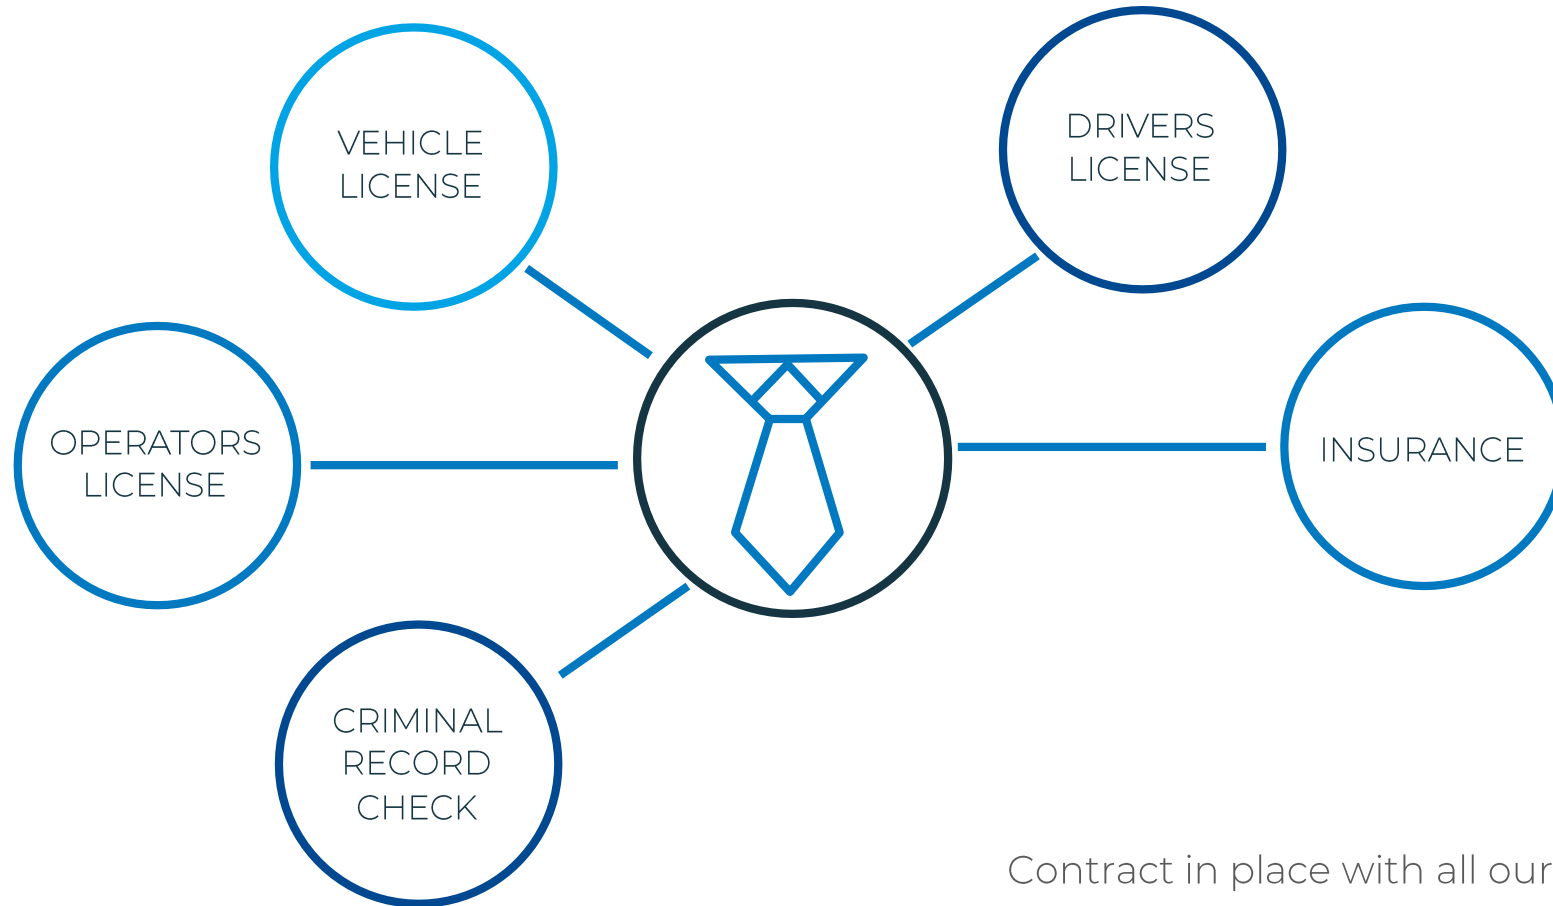 VEHICLE
LICENSE
DRIVERS
LICENSE
OPERATORS
LICENSE
INSURANCE
CRIMINAL
RECORD
CHECK
Contract in place with all our